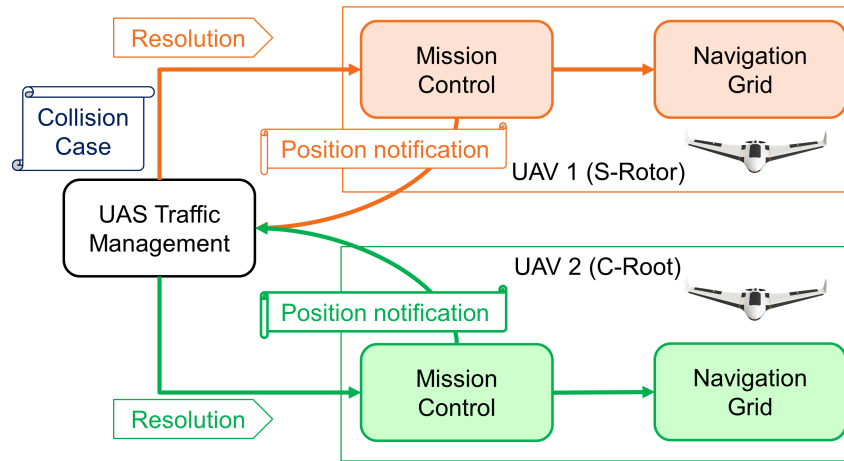 Resolution
Mission
Control
Navigation
Grid
Collision
Case
Position notification
UAV 1 (S-Rotor)
UAS Traffic
Management
UAV 2 (C-Root)
Position notification
Mission
Control
Navigation
Grid
Resolution